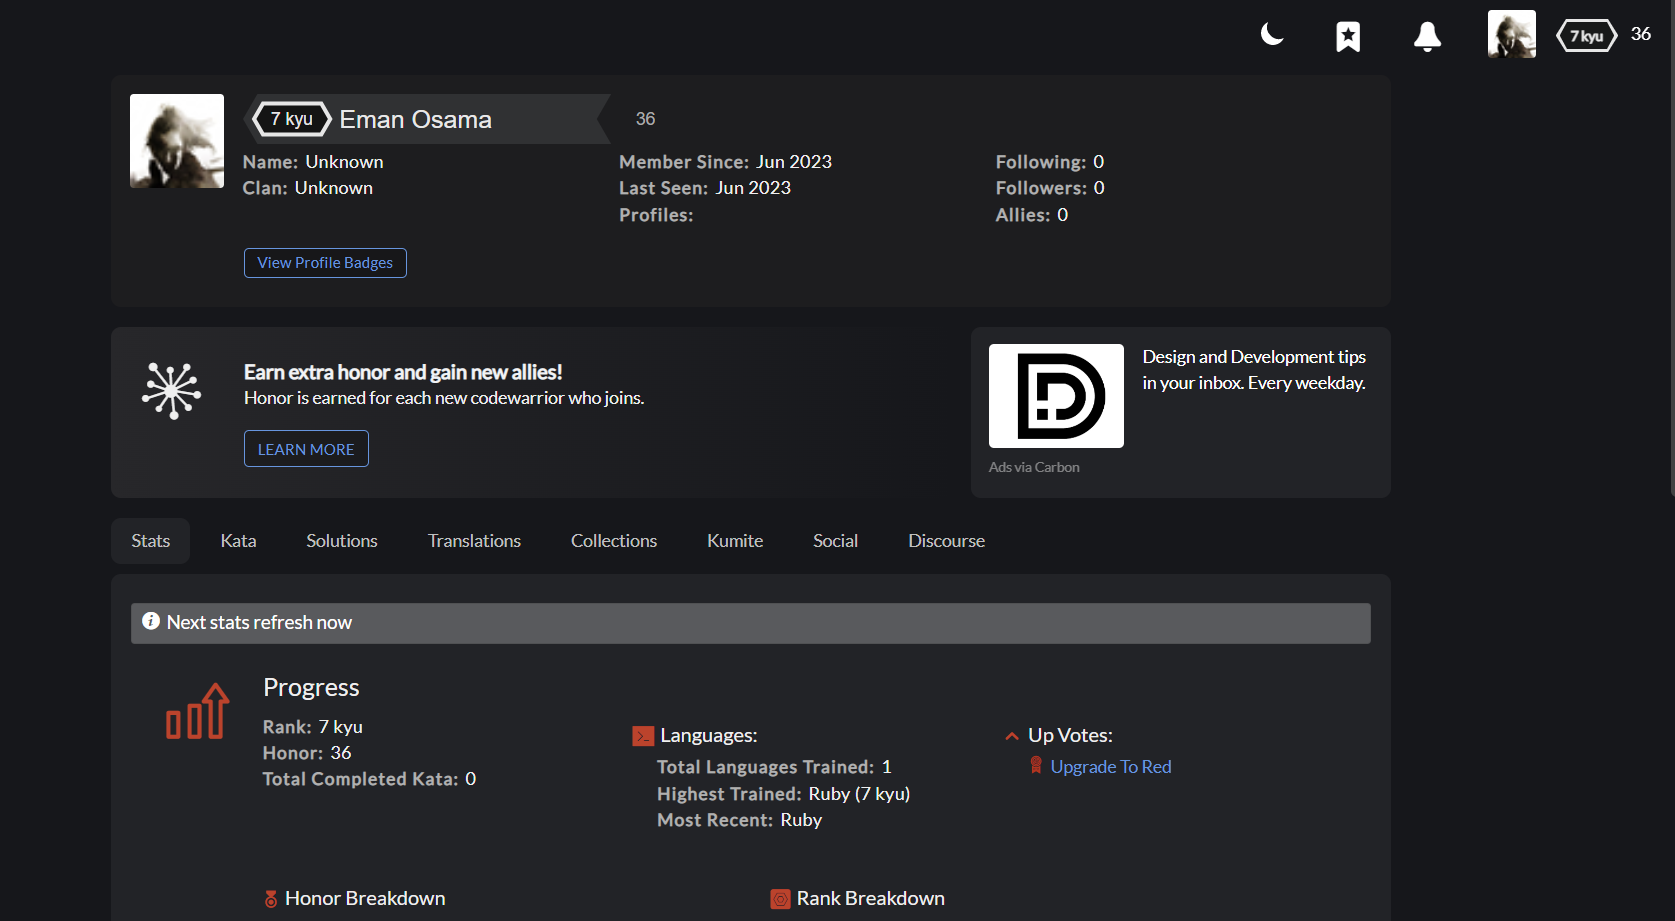 7 kyu 36
7 kyu Eman Osama 36
Name: Unknown Member Since: Jun 2023 Following: 0
Clan: Unknown Last Seen: Jun 2023 Followers: 0
Profiles: Allies: 0
View Profile Badges
Earn extra honor and gain new allies!
Honor is earned for each new codewarrior who joins.
LEARN MORE
Design and Development tips
in your inbox. Every weekday.
Ads via Carbon
Stats Kata Solutions Translations Collections Kumite Social Discourse
Next stats refresh now
Progress
Rank: 7 kyu
Honor: 36
Total Completed Kata: 0
Languages:
Total Languages Trained: 1
Highest Trained: Ruby (7 kyu)
Most Recent: Ruby
Up Votes:
Upgrade To Red
Honor Breakdown Rank Breakdown